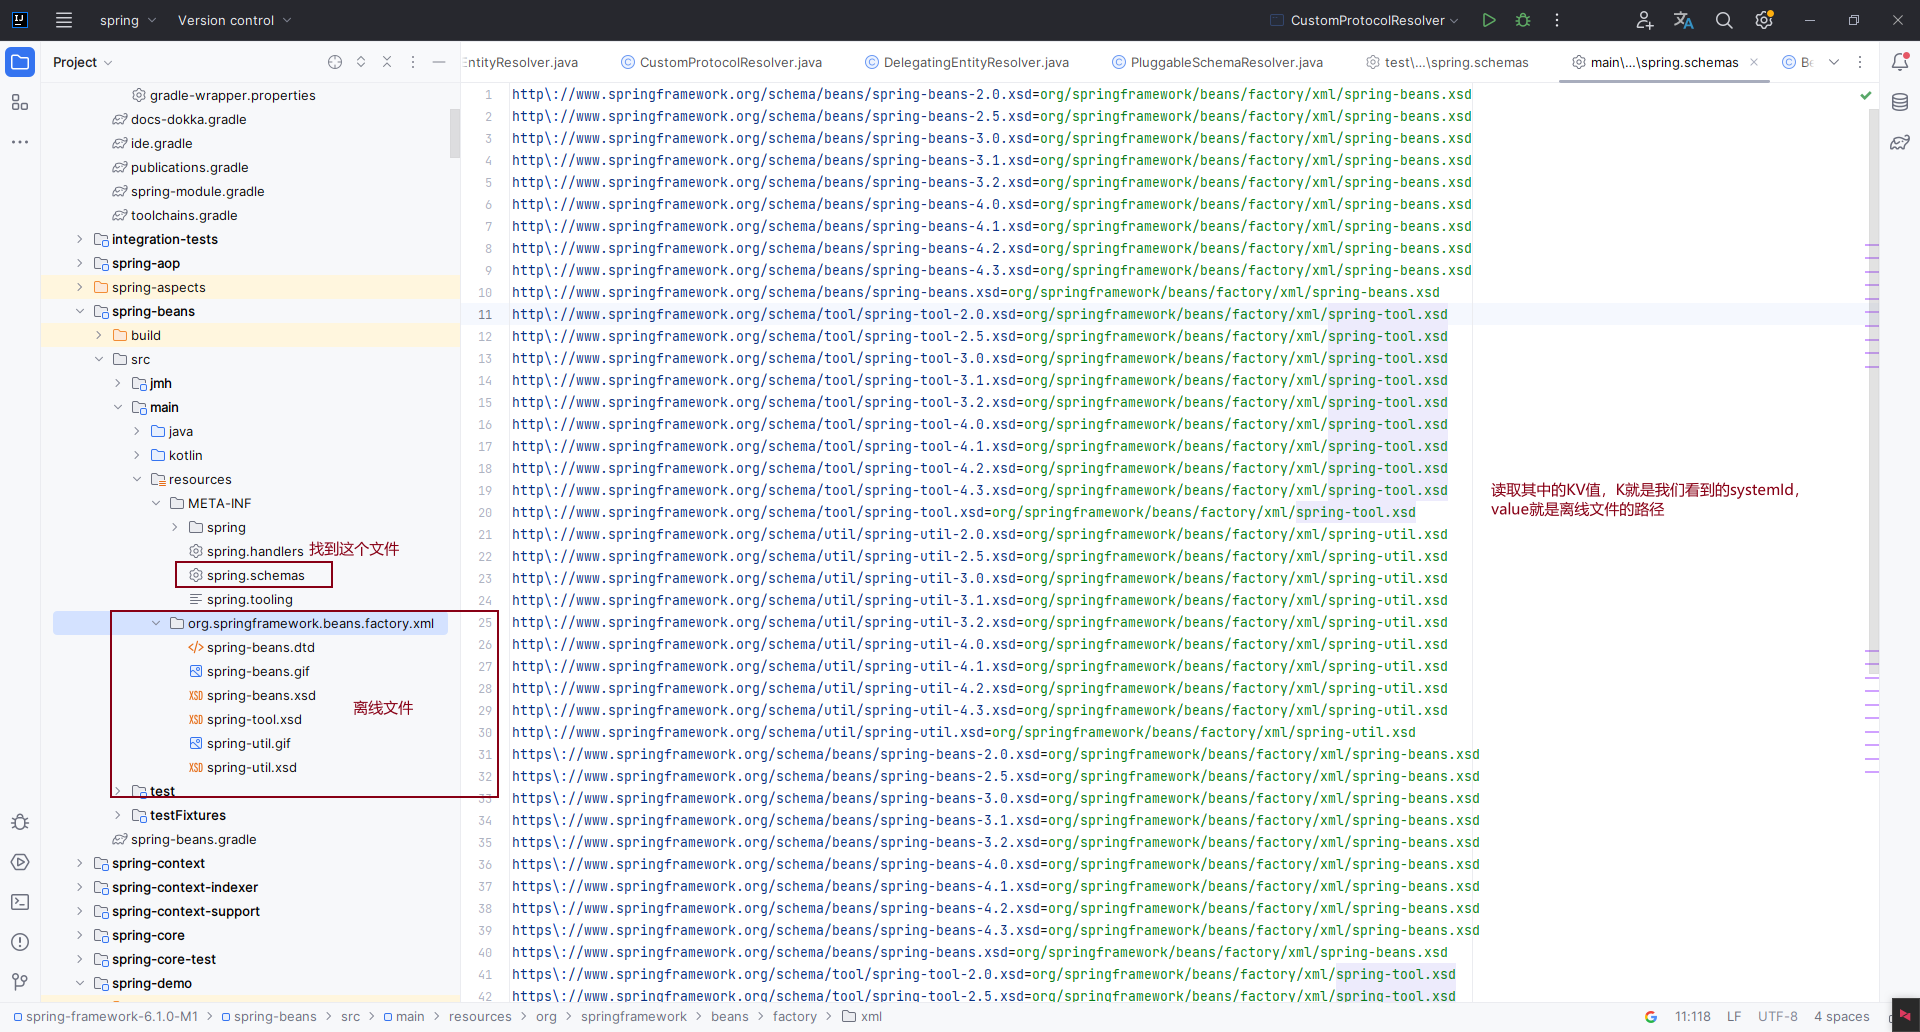 spring
Version control
CustomProtocolResolver
Project
EntityResolver.java
CustomProtocolResolver.java
DelegatingEntityResolver.java
PluggableSchemaResolver.java
test\...\spring.schemas
main\...\spring.schemas
gradle-wrapper.properties
docs-dokka.gradle
ide.gradle
publications.gradle
spring-module.gradle
toolchains.gradle
integration-tests
spring-aop
spring-aspects
spring-beans
build
src
jmh
main
java
kotlin
resources
META-INF
spring
spring.handlers
找到这个文件
spring.schemas
spring.tooling
org.springframework.beans.factory.xml
spring-beans.dtd
spring-beans.gif
spring-beans.xsd
离线文件
spring-tool.xsd
spring-util.gif
spring-util.xsd
test
testFixtures
spring-beans.gradle
spring-context
spring-context-indexer
spring-context-support
spring-core
spring-core-test
spring-demo
1 http\://www.springframework.org/schema/beans/spring-beans-2.0.xsd=org/springframework/beans/factory/xml/spring-beans.xsd
2 http\://www.springframework.org/schema/beans/spring-beans-2.5.xsd=org/springframework/beans/factory/xml/spring-beans.xsd
3 http\://www.springframework.org/schema/beans/spring-beans-3.0.xsd=org/springframework/beans/factory/xml/spring-beans.xsd
4 http\://www.springframework.org/schema/beans/spring-beans-3.1.xsd=org/springframework/beans/factory/xml/spring-beans.xsd
5 http\://www.springframework.org/schema/beans/spring-beans-3.2.xsd=org/springframework/beans/factory/xml/spring-beans.xsd
6 http\://www.springframework.org/schema/beans/spring-beans-4.0.xsd=org/springframework/beans/factory/xml/spring-beans.xsd
7 http\://www.springframework.org/schema/beans/spring-beans-4.1.xsd=org/springframework/beans/factory/xml/spring-beans.xsd
8 http\://www.springframework.org/schema/beans/spring-beans-4.2.xsd=org/springframework/beans/factory/xml/spring-beans.xsd
9 http\://www.springframework.org/schema/beans/spring-beans-4.3.xsd=org/springframework/beans/factory/xml/spring-beans.xsd
10 http\://www.springframework.org/schema/beans/spring-beans.xsd=org/springframework/beans/factory/xml/spring-beans.xsd
11 http\://www.springframework.org/schema/tool/spring-tool-2.0.xsd=org/springframework/beans/factory/xml/spring-tool.xsd
12 http\://www.springframework.org/schema/tool/spring-tool-2.5.xsd=org/springframework/beans/factory/xml/spring-tool.xsd
13 http\://www.springframework.org/schema/tool/spring-tool-3.0.xsd=org/springframework/beans/factory/xml/spring-tool.xsd
14 http\://www.springframework.org/schema/tool/spring-tool-3.1.xsd=org/springframework/beans/factory/xml/spring-tool.xsd
15 http\://www.springframework.org/schema/tool/spring-tool-3.2.xsd=org/springframework/beans/factory/xml/spring-tool.xsd
16 http\://www.springframework.org/schema/tool/spring-tool-4.0.xsd=org/springframework/beans/factory/xml/spring-tool.xsd
17 http\://www.springframework.org/schema/tool/spring-tool-4.1.xsd=org/springframework/beans/factory/xml/spring-tool.xsd
18 http\://www.springframework.org/schema/tool/spring-tool-4.2.xsd=org/springframework/beans/factory/xml/spring-tool.xsd
19 http\://www.springframework.org/schema/tool/spring-tool-4.3.xsd=org/springframework/beans/factory/xml/spring-tool.xsd
20 http\://www.springframework.org/schema/tool/spring-tool.xsd=org/springframework/beans/factory/xml/spring-tool.xsd
21 http\://www.springframework.org/schema/util/spring-util-2.0.xsd=org/springframework/beans/factory/xml/spring-util.xsd
22 http\://www.springframework.org/schema/util/spring-util-2.5.xsd=org/springframework/beans/factory/xml/spring-util.xsd
23 http\://www.springframework.org/schema/util/spring-util-3.0.xsd=org/springframework/beans/factory/xml/spring-util.xsd
24 http\://www.springframework.org/schema/util/spring-util-3.1.xsd=org/springframework/beans/factory/xml/spring-util.xsd
25 http\://www.springframework.org/schema/util/spring-util-3.2.xsd=org/springframework/beans/factory/xml/spring-util.xsd
26 http\://www.springframework.org/schema/util/spring-util-4.0.xsd=org/springframework/beans/factory/xml/spring-util.xsd
27 http\://www.springframework.org/schema/util/spring-util-4.1.xsd=org/springframework/beans/factory/xml/spring-util.xsd
28 http\://www.springframework.org/schema/util/spring-util-4.2.xsd=org/springframework/beans/factory/xml/spring-util.xsd
29 http\://www.springframework.org/schema/util/spring-util-4.3.xsd=org/springframework/beans/factory/xml/spring-util.xsd
30 http\://www.springframework.org/schema/util/spring-util.xsd=org/springframework/beans/factory/xml/spring-util.xsd
31 https\://www.springframework.org/schema/beans/spring-beans-2.0.xsd=org/springframework/beans/factory/xml/spring-beans.xsd
32 https\://www.springframework.org/schema/beans/spring-beans-2.5.xsd=org/springframework/beans/factory/xml/spring-beans.xsd
33 https\://www.springframework.org/schema/beans/spring-beans-3.0.xsd=org/springframework/beans/factory/xml/spring-beans.xsd
34 https\://www.springframework.org/schema/beans/spring-beans-3.1.xsd=org/springframework/beans/factory/xml/spring-beans.xsd
35 https\://www.springframework.org/schema/beans/spring-beans-3.2.xsd=org/springframework/beans/factory/xml/spring-beans.xsd
36 https\://www.springframework.org/schema/beans/spring-beans-4.0.xsd=org/springframework/beans/factory/xml/spring-beans.xsd
37 https\://www.springframework.org/schema/beans/spring-beans-4.1.xsd=org/springframework/beans/factory/xml/spring-beans.xsd
38 https\://www.springframework.org/schema/beans/spring-beans-4.2.xsd=org/springframework/beans/factory/xml/spring-beans.xsd
39 https\://www.springframework.org/schema/beans/spring-beans-4.3.xsd=org/springframework/beans/factory/xml/spring-beans.xsd
40 https\://www.springframework.org/schema/beans/spring-beans.xsd=org/springframework/beans/factory/xml/spring-beans.xsd
41 https\://www.springframework.org/schema/tool/spring-tool-2.0.xsd=org/springframework/beans/factory/xml/spring-tool.xsd
42 https\://www.springframework.org/schema/tool/spring-tool-2.5.xsd=org/springframework/beans/factory/xml/spring-tool.xsd
读取其中的KV值，K就是我们看到的systemId，
value就是离线文件的路径
spring-framework-6.1.0-M1 > spring-beans > src > main > resources > org > springframework > beans > factory > xml
11:118 LF UTF-8 4 spaces